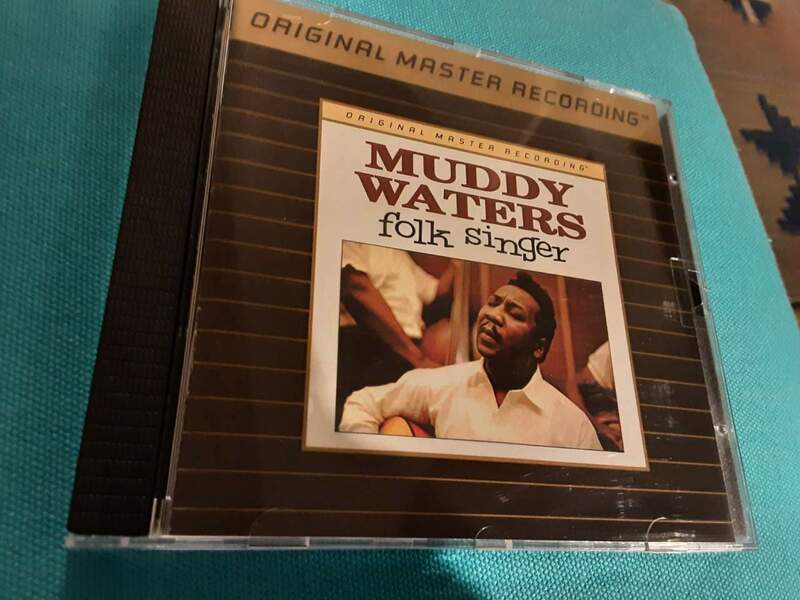 ORIGINAL MASTER RECORDING™
ORIGINAL MASTER RECORDING™
MUDDY
WATERS
folk singer